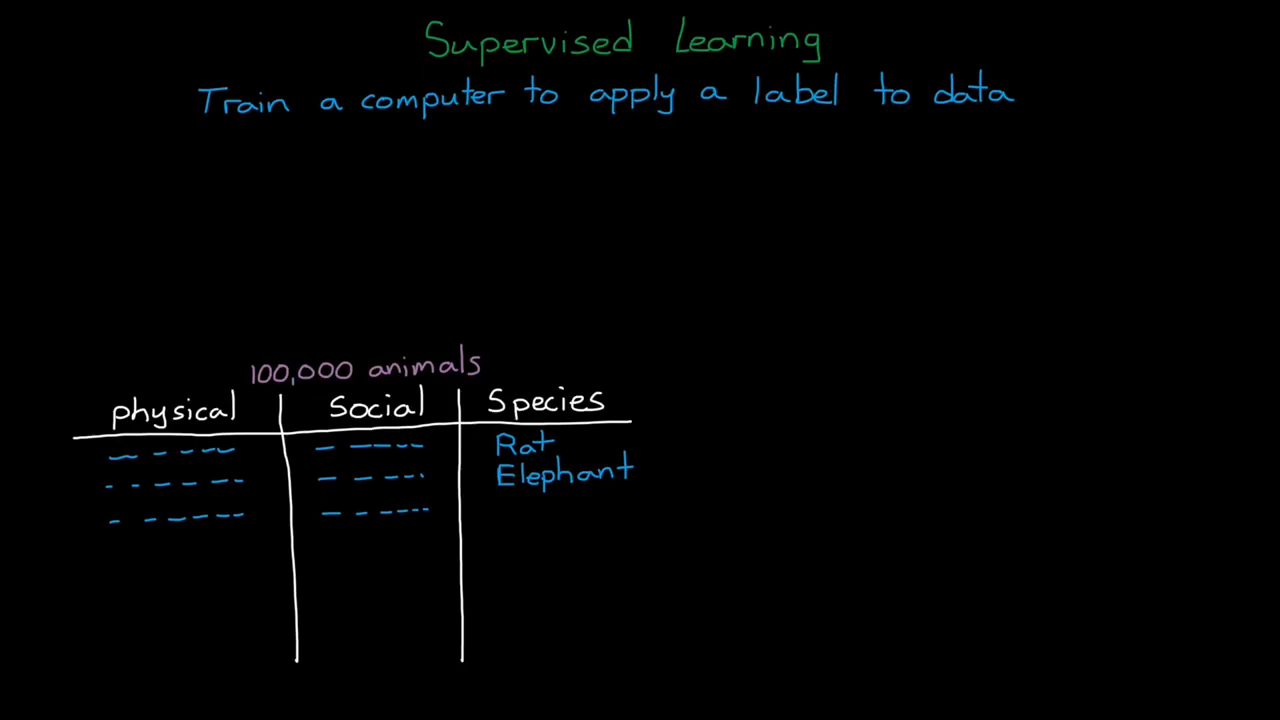 Supervised Learning
Train a computer to apply a label to data
100,000 animals
physical Social Species
Rat
Elephant